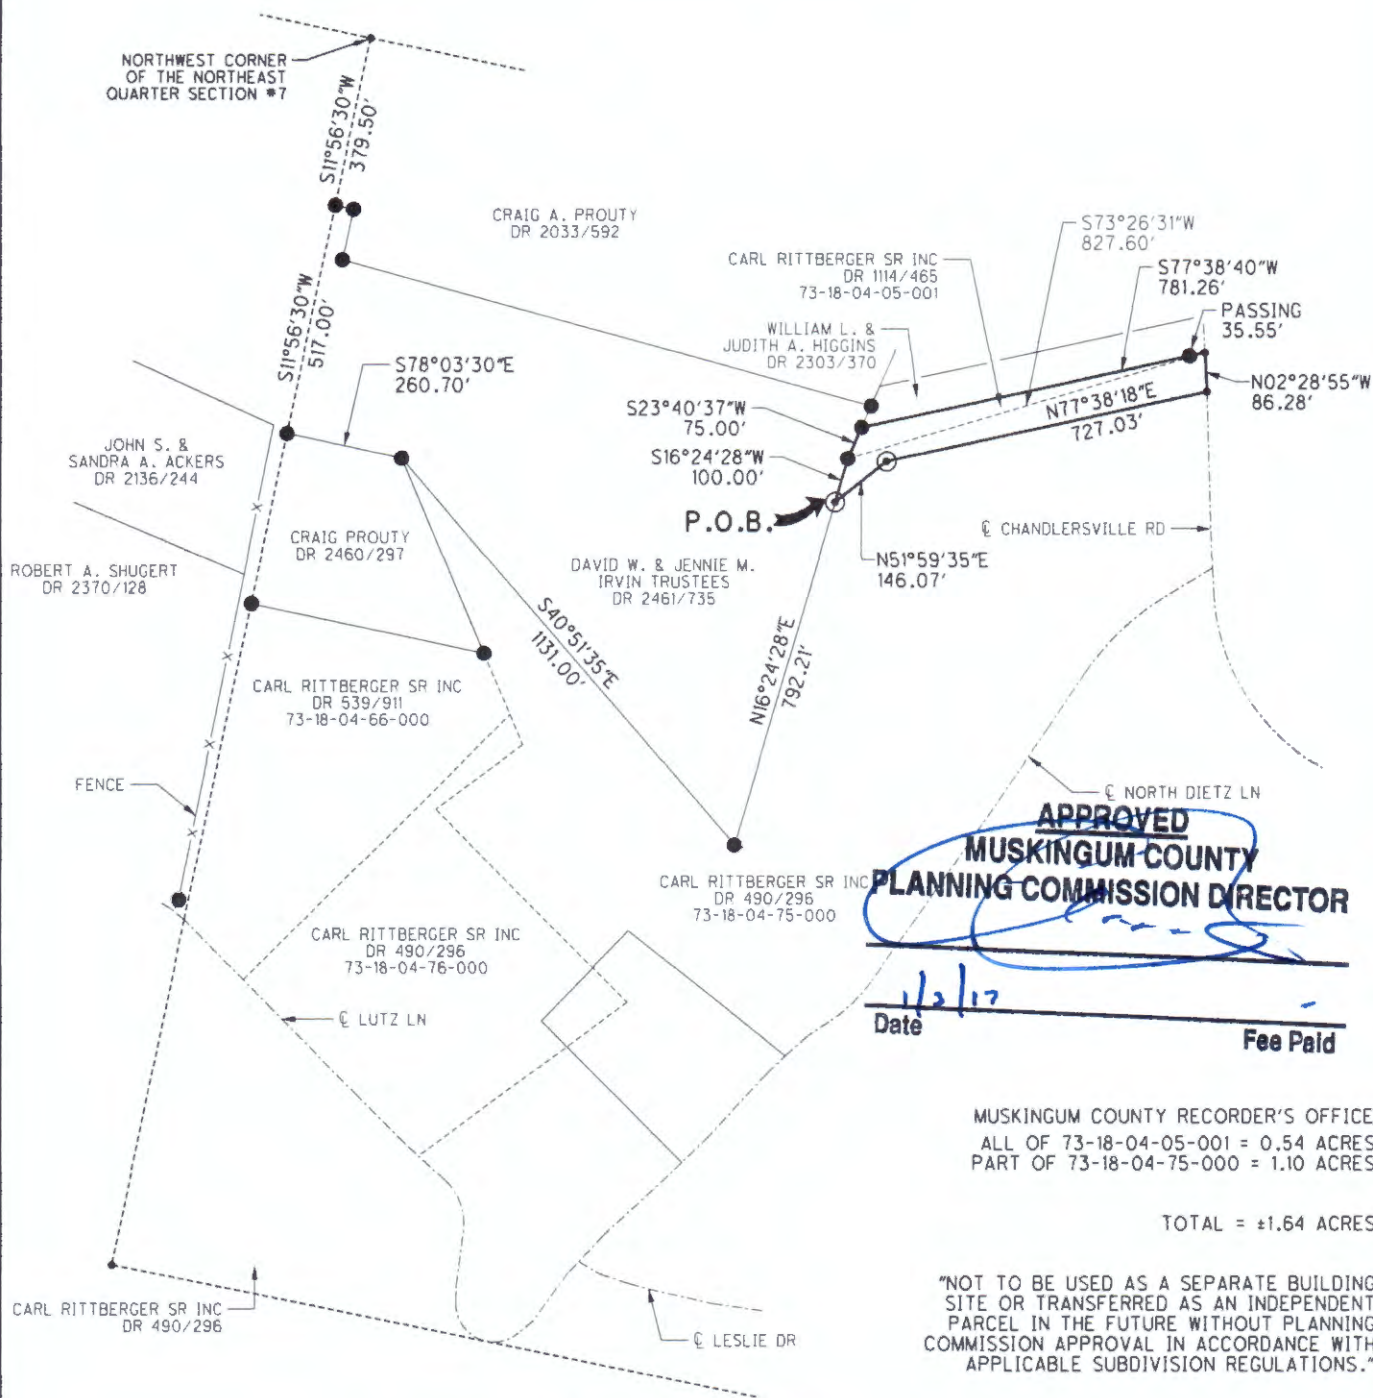 NORTHWEST CORNER
OF THE NORTHEAST
QUARTER SECTION #7
S11°56'30"W
379.50'
CRAIG A. PROUTY
DR 2033/592
S73°26'31"W
827.60'
CARL RITTBERGER SR INC
DR 1114/465
73-18-04-05-001
S77°38'40"W
781.26'
PASSING
35.55'
WILLIAM L. &
JUDITH A. HIGGINS
DR 2303/370
S11°56'30"W
517.00'
S78°03'30"E
260.70'
N02°28'55"W
86.28'
N77°38'18"E
727.03'
S23°40'37"W
75.00'
S16°24'28"W
100.00'
JOHN S. &
SANDRA A. ACKERS
DR 2136/244
P.O.B.
℄ CHANDLERSVILLE RD
CRAIG PROUTY
DR 2460/297
N51°59'35"E
146.07'
DAVID W. & JENNIE M.
IRVIN TRUSTEES
DR 2461/735
ROBERT A. SHUGERT
DR 2370/128
S40°51'35"E
1131.00'
N16°24'28"E
792.21'
CARL RITTBERGER SR INC
DR 539/911
73-18-04-66-000
FENCE
℄ NORTH DIETZ LN
APPROVED
MUSKINGUM COUNTY
PLANNING COMMISSION DIRECTOR
CARL RITTBERGER SR INC
DR 490/296
73-18-04-75-000
CARL RITTBERGER SR INC
DR 490/296
73-18-04-76-000
1/3/17
Date
Fee Paid
℄ LUTZ LN
MUSKINGUM COUNTY RECORDER'S OFFICE
ALL OF 73-18-04-05-001 = 0.54 ACRES
PART OF 73-18-04-75-000 = 1.10 ACRES
TOTAL = ±1.64 ACRES
"NOT TO BE USED AS A SEPARATE BUILDING
SITE OR TRANSFERRED AS AN INDEPENDENT
PARCEL IN THE FUTURE WITHOUT PLANNING
COMMISSION APPROVAL IN ACCORDANCE WITH
APPLICABLE SUBDIVISION REGULATIONS."
CARL RITTBERGER SR INC
DR 490/296
℄ LESLIE DR